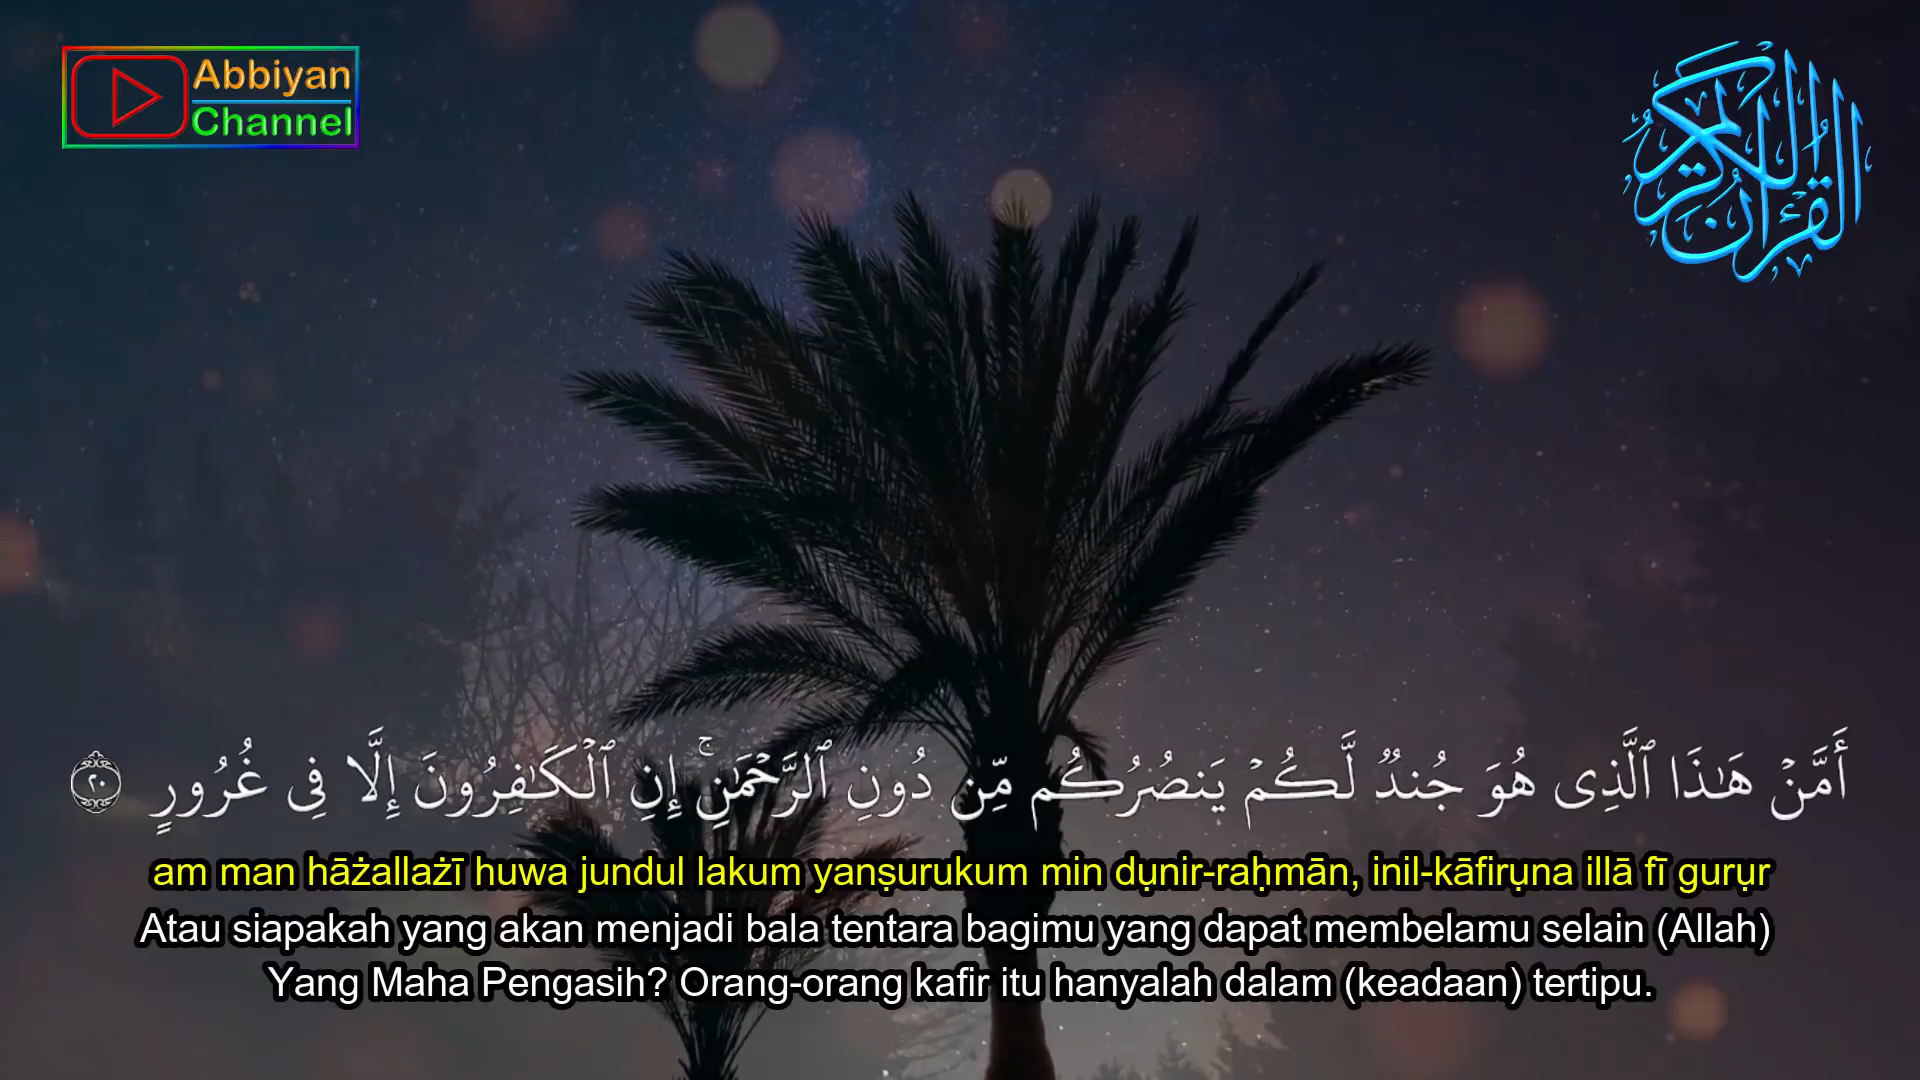 Abbiyan
Channel
القرآن الكريم
أَمَّنۡ هَٰذَا ٱلَّذِى هُوَ جُندٌ لَّكُمۡ يَنصُرُكُم مِّن دُونِ ٱلرَّحۡمَٰنِۚ إِنِ ٱلۡكَٰفِرُونَ إِلَّا فِى غُرُورٍ ٢٠
am man hāżallażī huwa jundul lakum yanṣurukum min dụnir-raḥmān, inil-kāfirụna illā fī gurụr
Atau siapakah yang akan menjadi bala tentara bagimu yang dapat membelamu selain (Allah)
Yang Maha Pengasih? Orang-orang kafir itu hanyalah dalam (keadaan) tertipu.